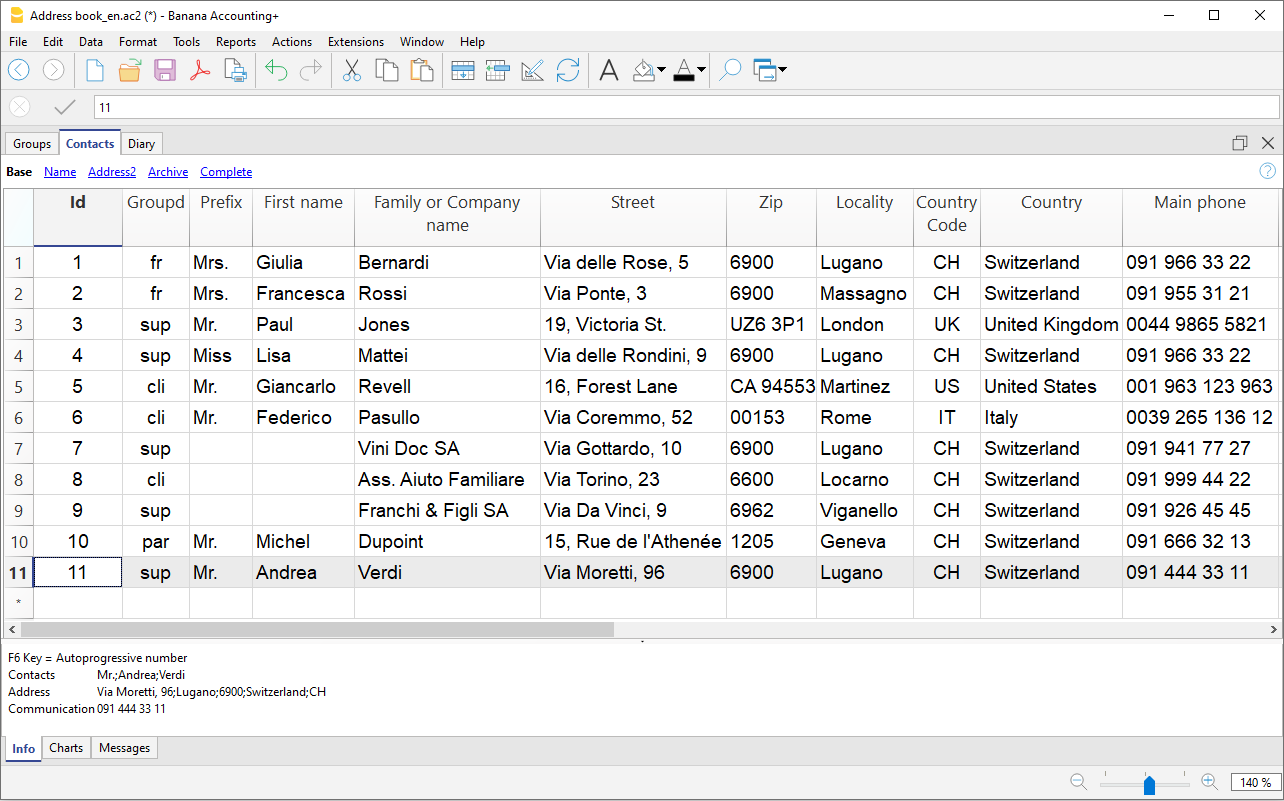 Address book_en.ac2 (*) - Banana Accounting+
File Edit Data Format Tools Reports Actions Extensions Window Help
11
Groups Contacts Diary
Base Name Address2 Archive Complete
Id Groupd Prefix First name Family or Company name Street Zip Locality Country Code Country Main phone
1 1 fr Mrs. Giulia Bernardi Via delle Rose, 5 6900 Lugano CH Switzerland 091 966 33 22
2 2 fr Mrs. Francesca Rossi Via Ponte, 3 6900 Massagno CH Switzerland 091 955 31 21
3 3 sup Mr. Paul Jones 19, Victoria St. UZ6 3P1 London UK United Kingdom 0044 9865 5821
4 4 sup Miss Lisa Mattei Via delle Rondini, 9 6900 Lugano CH Switzerland 091 966 33 22
5 5 cli Mr. Giancarlo Revell 16, Forest Lane CA 94553 Martinez US United States 001 963 123 963
6 6 cli Mr. Federico Pasullo Via Coremmo, 52 00153 Rome IT Italy 0039 265 136 12
7 7 sup Vini Doc SA Via Gottardo, 10 6900 Lugano CH Switzerland 091 941 77 27
8 8 cli Ass. Aiuto Familiare Via Torino, 23 6600 Locarno CH Switzerland 091 999 44 22
9 9 sup Franchi & Figli SA Via Da Vinci, 9 6962 Viganello CH Switzerland 091 926 45 45
10 10 par Mr. Michel Dupoint 15, Rue de l'Athenée 1205 Geneva CH Switzerland 091 666 32 13
11 11 sup Mr. Andrea Verdi Via Moretti, 96 6900 Lugano CH Switzerland 091 444 33 11
*
F6 Key = Autoprogressive number
Contacts Mr.;Andrea;Verdi
Address Via Moretti, 96;Lugano;6900;Switzerland;CH
Communication 091 444 33 11
Info Charts Messages
140 %